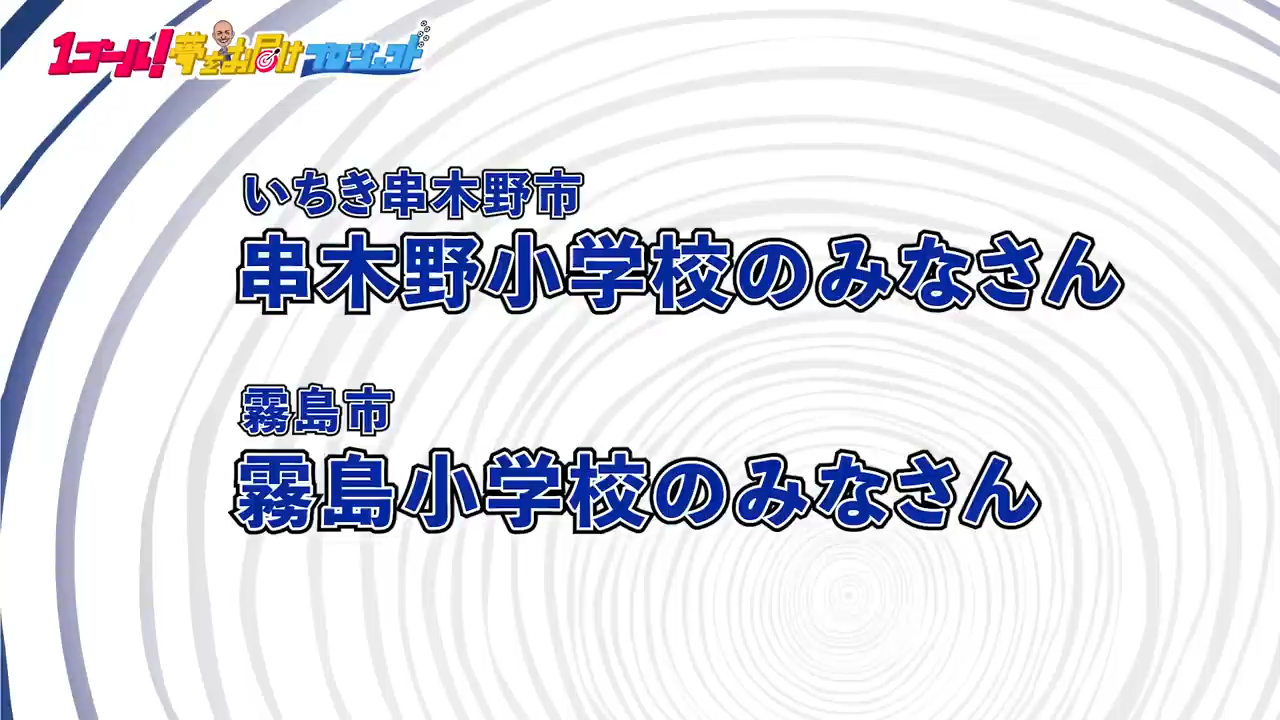 1ゴール!夢をお届けプロジェクト
いちき串木野市
串木野小学校のみなさん
霧島市
霧島小学校のみなさん